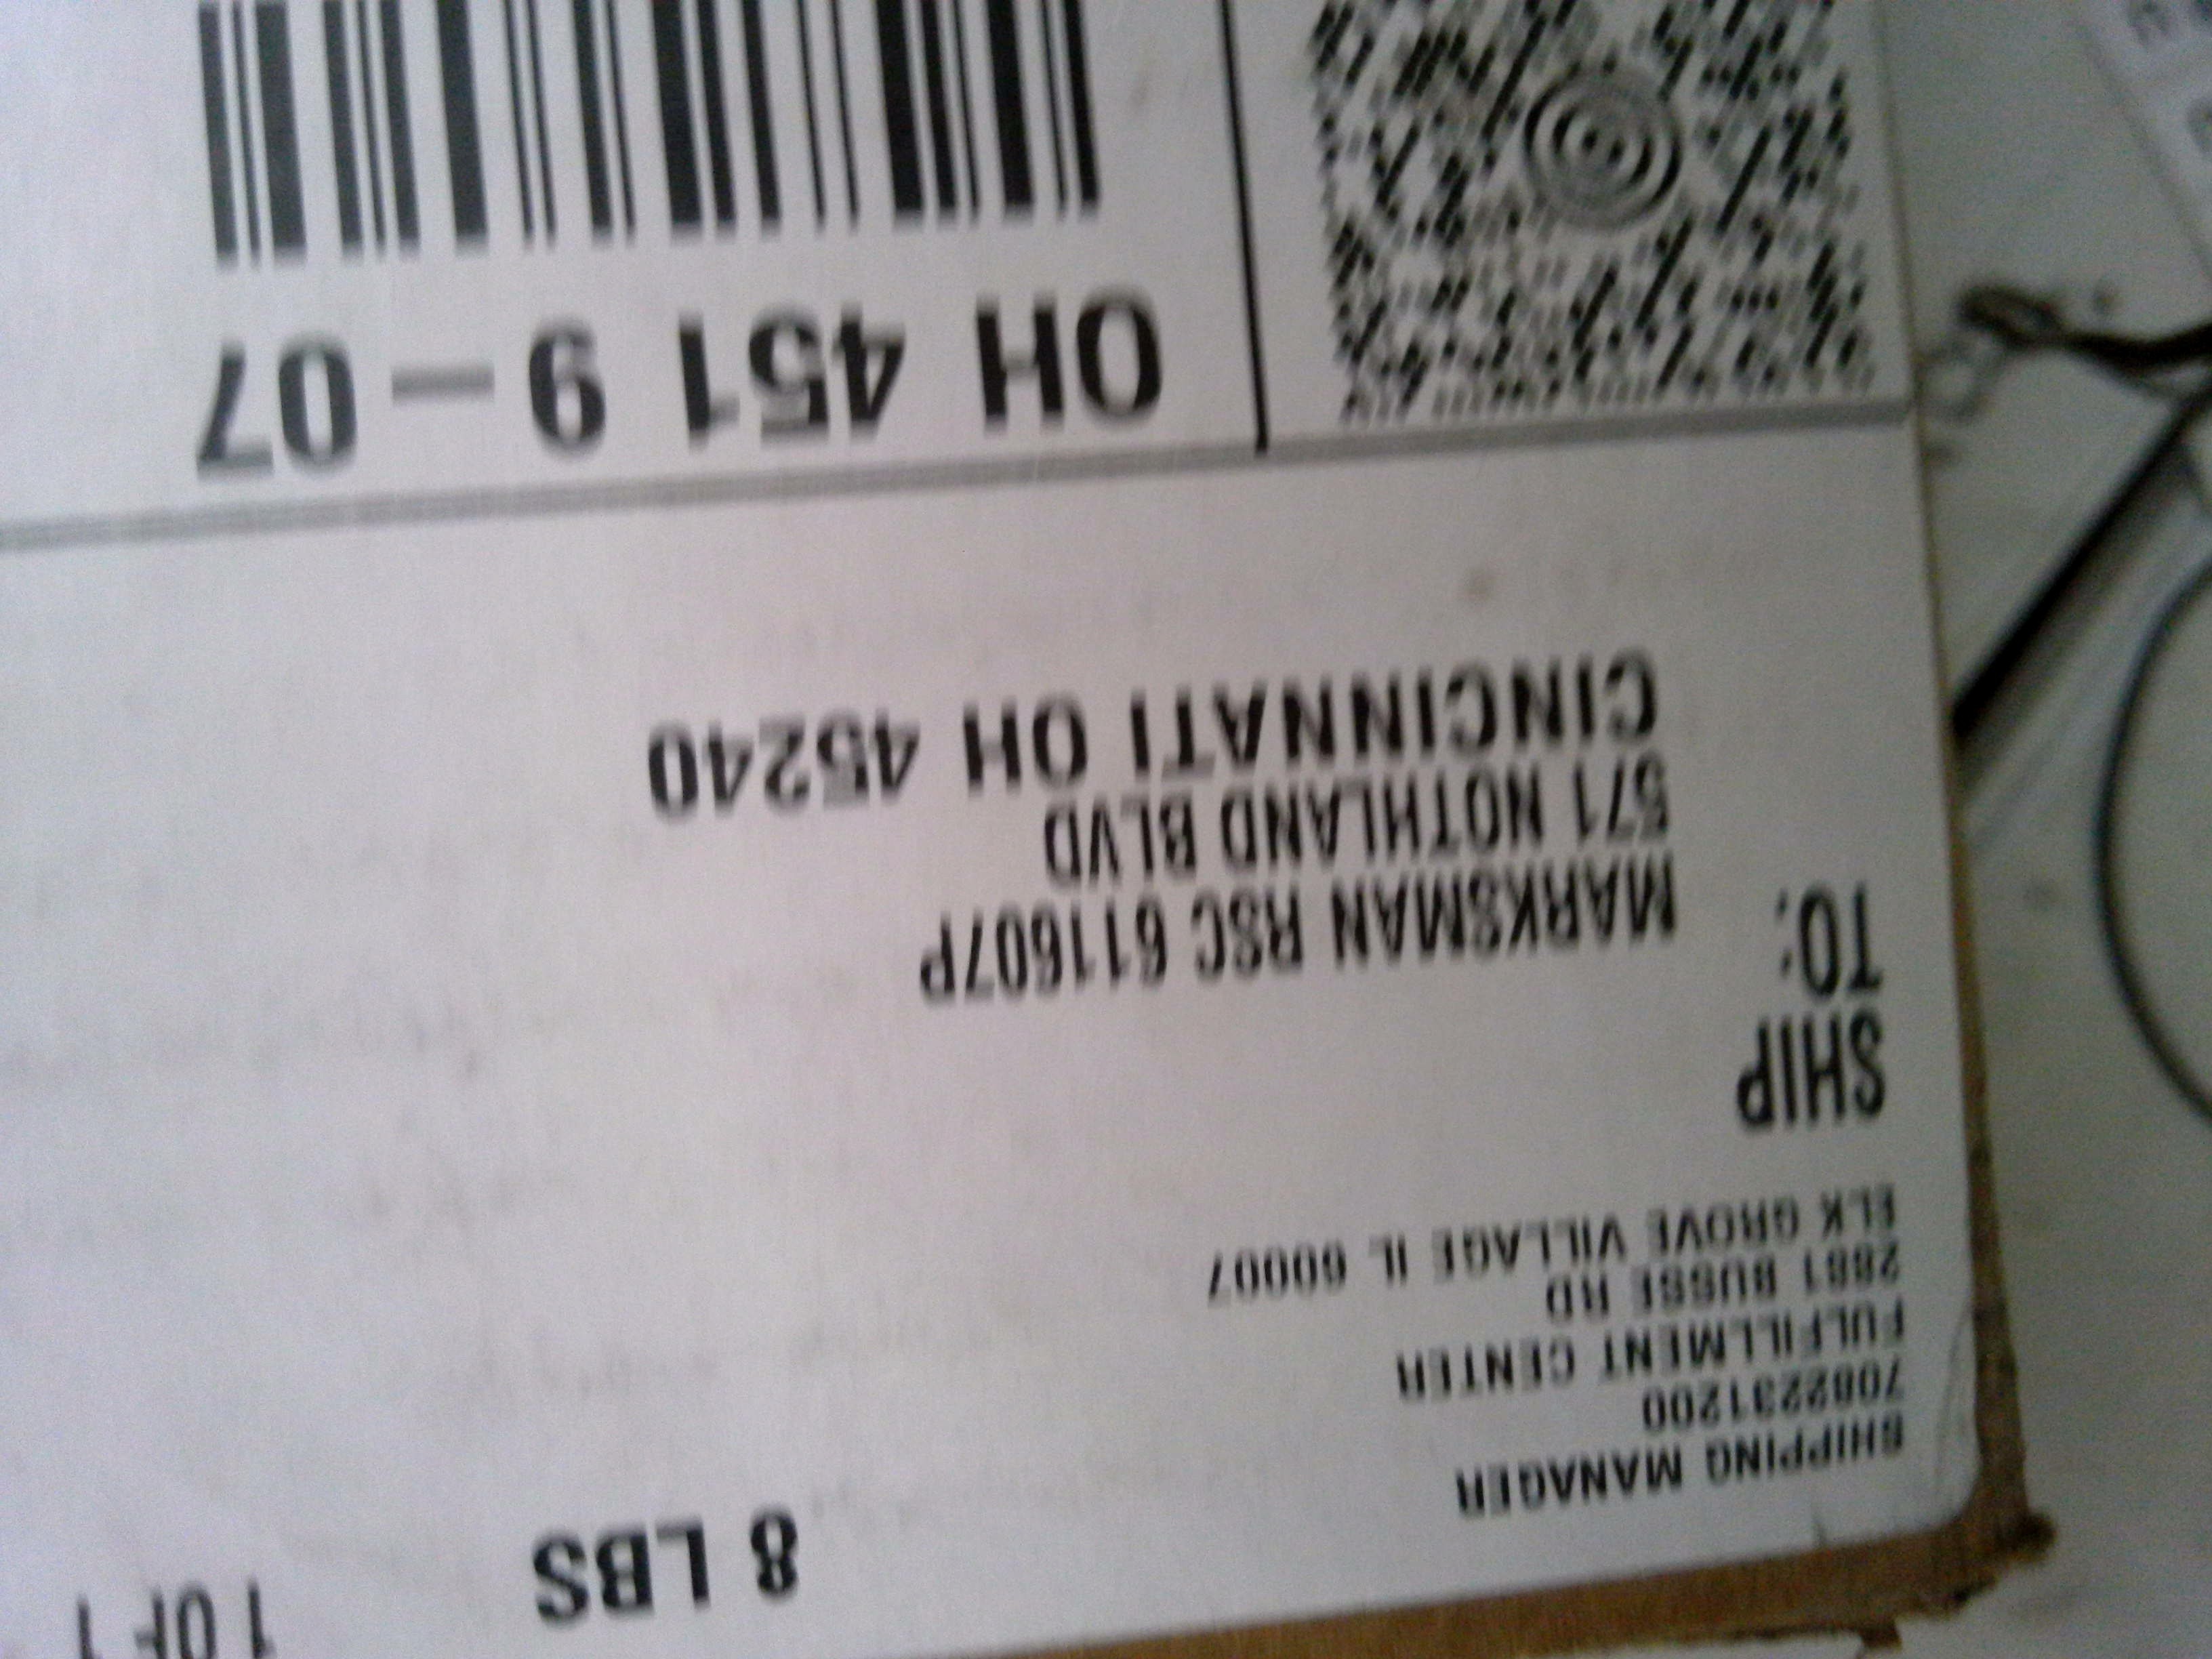 SHIPPING MANAGER
7082231200
FULFILLMENT CENTER
2881 BUSSE RD
ELK GROVE VILLAGE IL 60007
8 LBS
1 OF 1
SHIP
TO:
MARKSMAN RSC 611607P
571 NOTHLAND BLVD
CINCINNATI OH 45240
OH 451 9-07